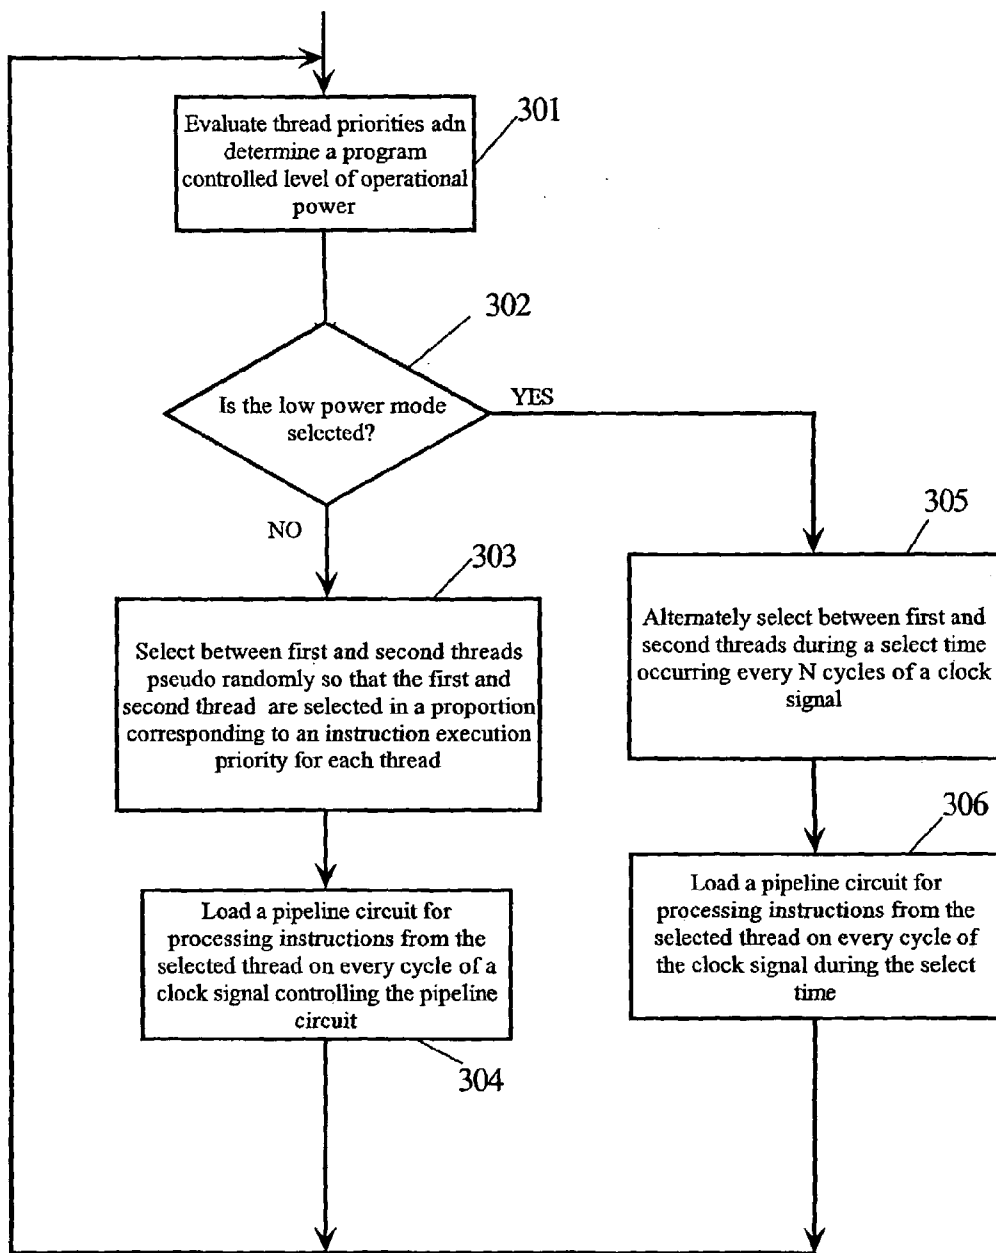 Evaluate thread priorities adn
determine a program
controlled level of operational
power
301
302
Is the low power mode
selected?
YES
NO
303
Select between first and second threads
pseudo randomly so that the first and
second thread are selected in a proportion
corresponding to an instruction execution
priority for each thread
305
Alternately select between first and
second threads during a select time
occurring every N cycles of a clock
signal
Load a pipeline circuit for
processing instructions from the
selected thread on every cycle of a
clock signal controlling the pipeline
circuit
304
306
Load a pipeline circuit for
processing instructions from the
selected thread on every cycle of
the clock signal during the select
time